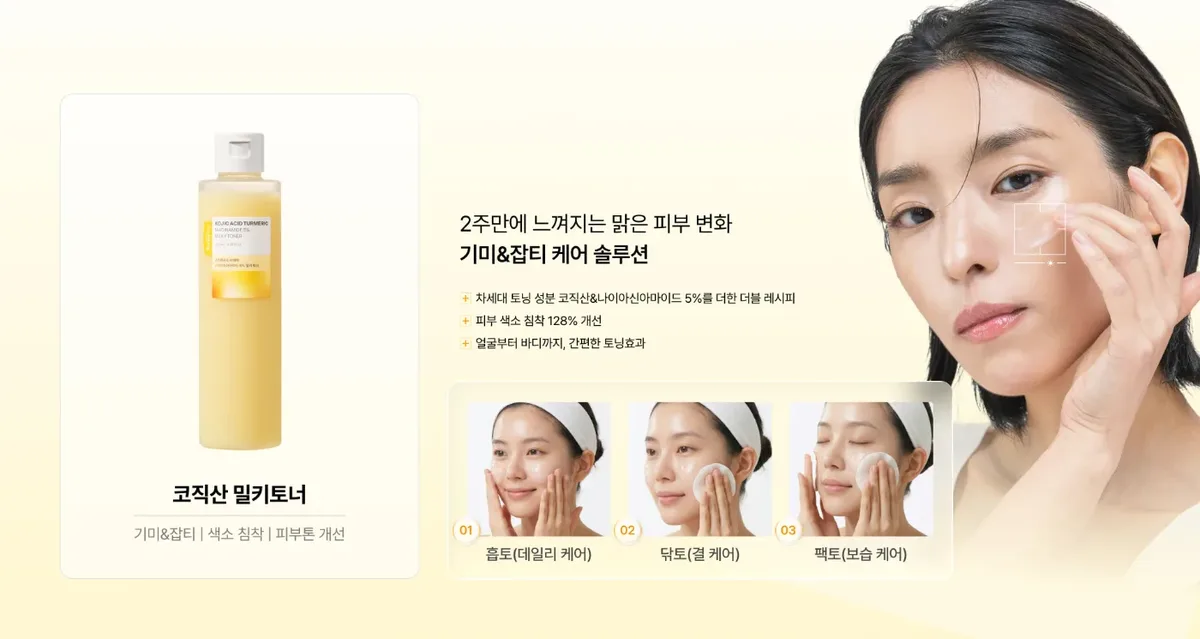 KOJIC ACID TURMERIC
NIACINAMIDE 5%
MILKY TONER
코직산 밀키토너
기미&잡티 | 색소 침착 | 피부톤 개선
2주만에 느껴지는 맑은 피부 변화
기미&잡티 케어 솔루션
+ 차세대 토닝 성분 코직산&나이아신아마이드 5%를 더한 더블 레시피
+ 피부 색소 침착 128% 개선
+ 얼굴부터 바디까지, 간편한 토닝효과
01
흡토(데일리 케어)
02
닦토(결 케어)
03
팩토(보습 케어)